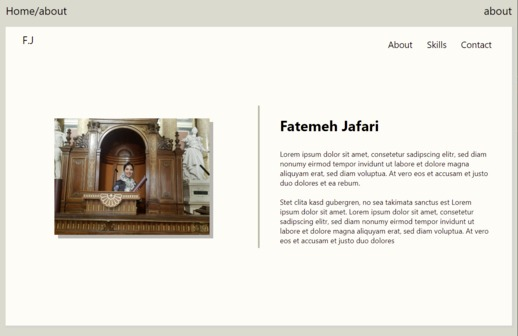 Home/about
about
F.J
About Skills Contact
Fatemeh Jafari
Lorem ipsum dolor sit amet, consetetur sadipscing elitr, sed diam
nonumy eirmod tempor invidunt ut labore et dolore magna
aliquyam erat, sed diam voluptua. At vero eos et accusam et justo
duo dolores et ea rebum.
Stet clita kasd gubergren, no sea takimata sanctus est Lorem
ipsum dolor sit amet. Lorem ipsum dolor sit amet, consetetur
sadipscing elitr, sed diam nonumy eirmod tempor invidunt ut
labore et dolore magna aliquyam erat, sed diam voluptua. At vero
eos et accusam et justo duo dolores